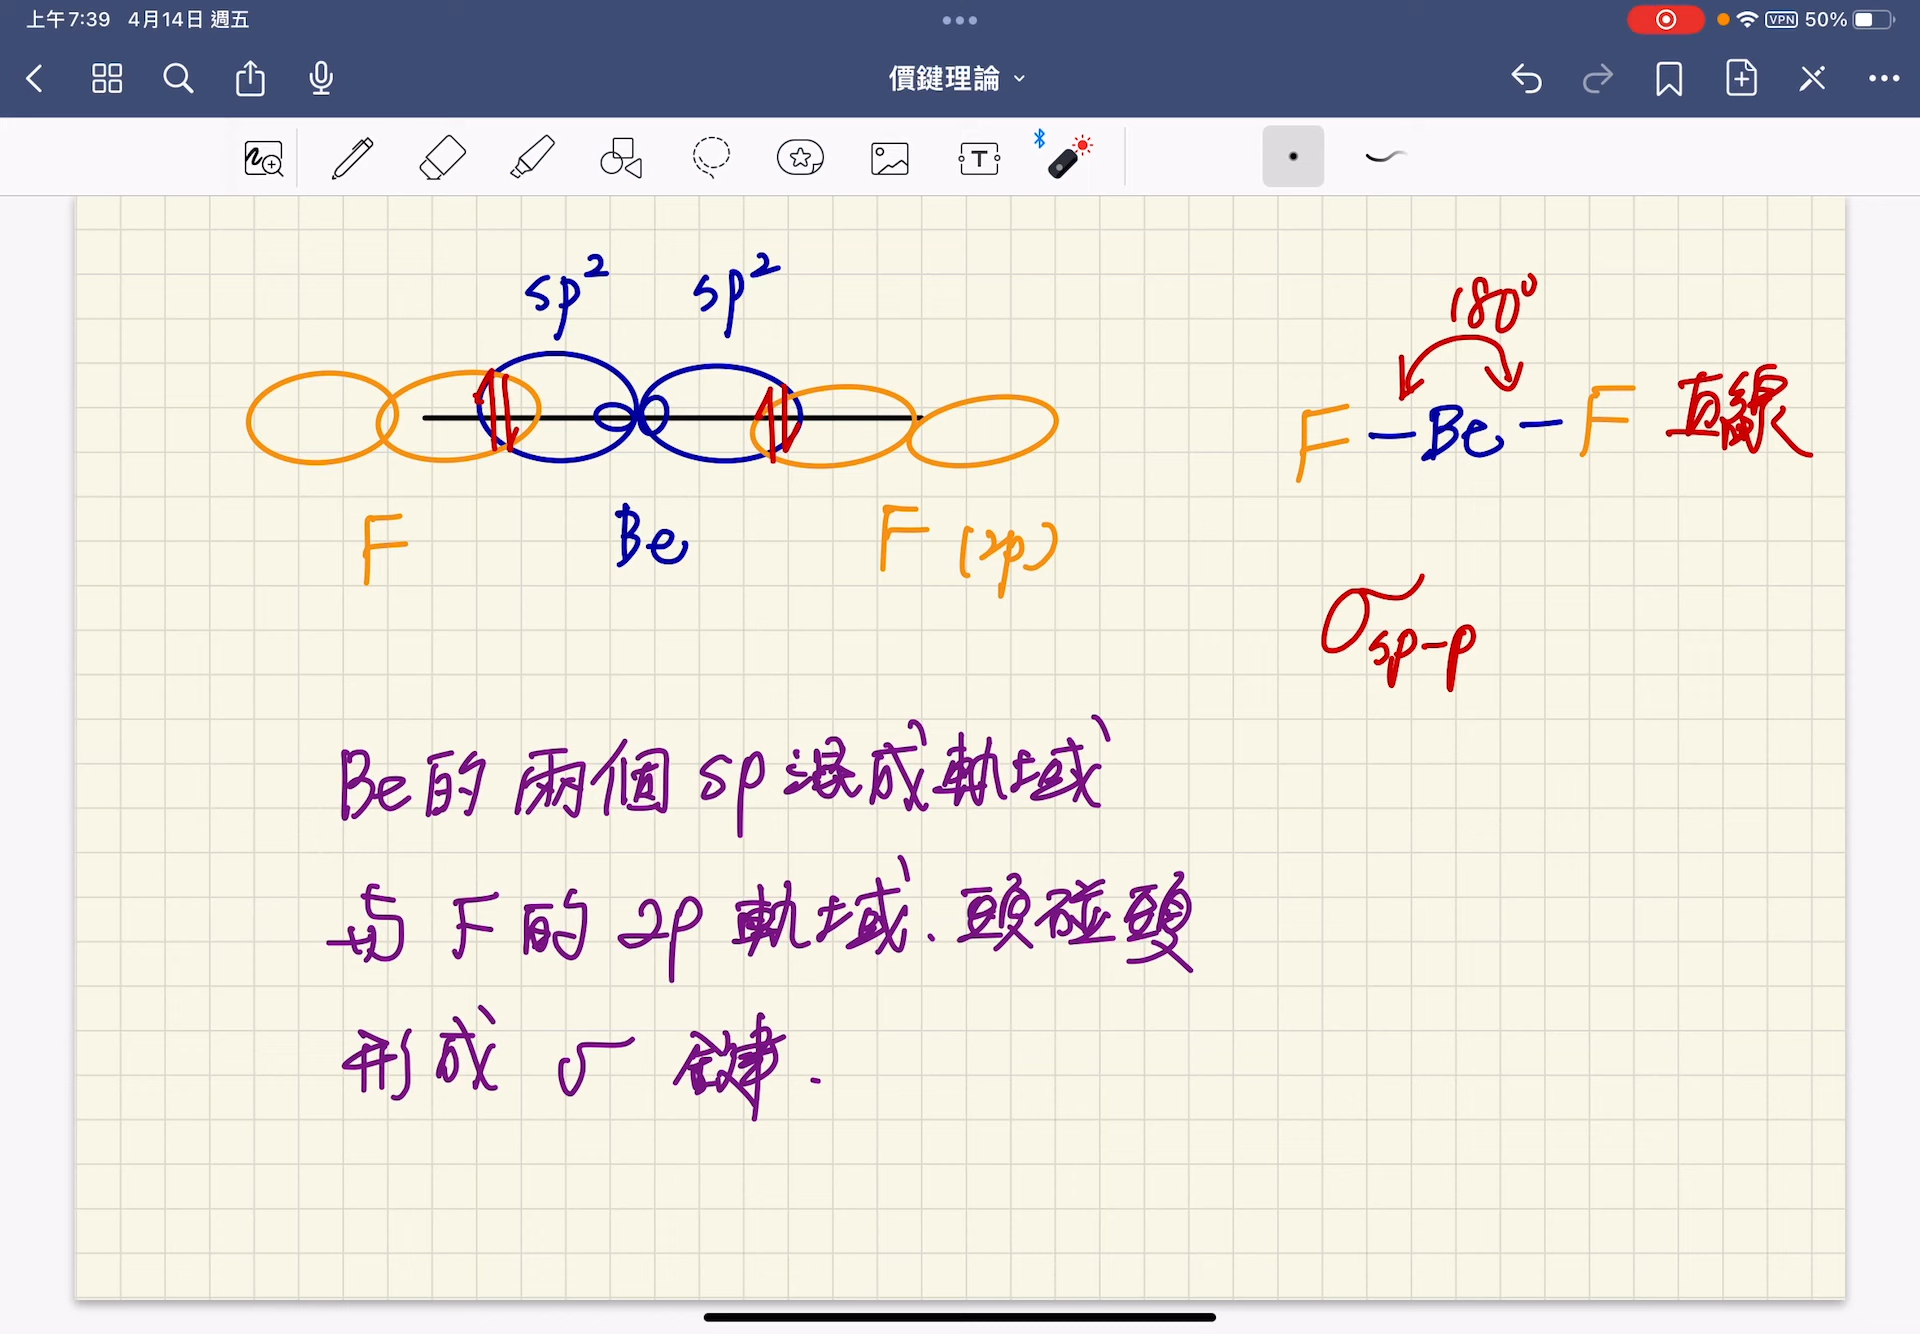 上午7:39 4月14日 週五
VPN 50%
價鍵理論
T
sp² sp²
F Be F (2p)
180°
F-Be-F 直線
σsp-p
Be的兩個sp混成軌域
与F的2p軌域.頭碰頭
形成σ鍵.